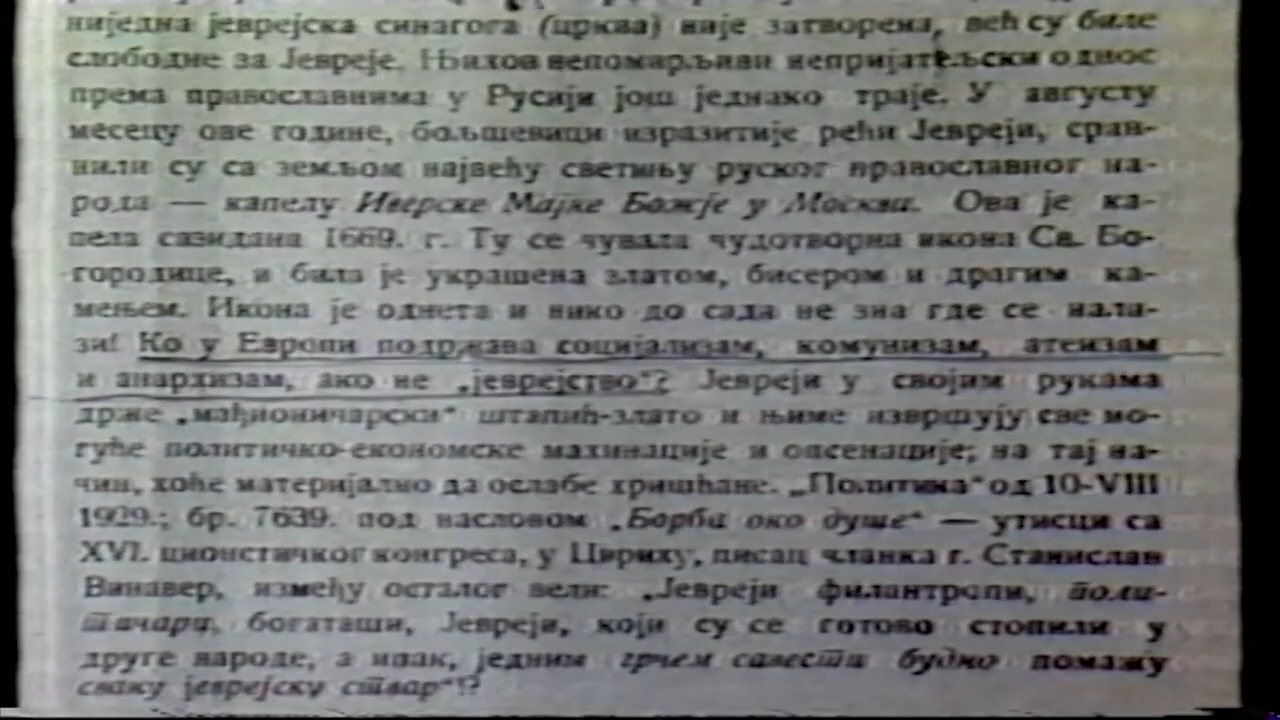 ниједна јеврејска синагога (црква) није затворена, већ су биле
слободне за Јевреје. Њихов непомирљиви непријатељски однос
према православнима у Русији још једнако траје. У августу
месецу ове године, бољшевици изразитије рећи Јевреји, срав-
нили су са земљом највећу светињу руског православног на-
рода — капелу Иверске Мајке Божје у Москви. Ова је ка-
пела сазидана 1669. г. Ту се чувала чудотворна икона Св. Бо-
городице, и била је украшена златом, бисером и драгим ка-
мењем. Икона је однета и нико до сада не зна где се нала-
зи! Ко у Европи подржава социјализам, комунизам, атеизам
и анархизам, ако не „јеврејство"? Јевреји у својим рукама
држе „мађионичарски" штапић-злато и њиме извршују све мо-
гуће политичко-економске махинације и опсенације; на тај на-
чин, хоће материјално да ослабе хришћане. „Политика" од 10-VIII
1929.; бр. 7639. под насловом „Борба око душе" — утисци са
XVI. ционистичког конгреса, у Цириху, писац чланка г. Станислав
Винавер, између осталог вели: „Јевреји филантропи, поли-
тичари, богаташи, Јевреји, који су се готово стопили у
друге народе, а ипак, једним грчем савести будно помажу
сваку јеврејску ствар"!?